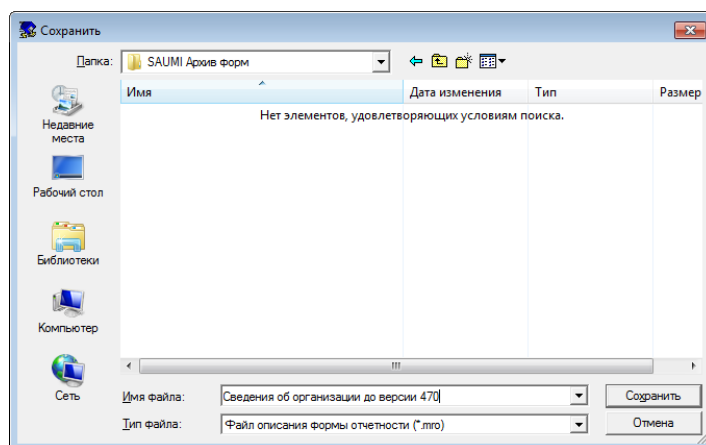 Сохранить
Папка: SAUMI Архив форм
Имя Дата изменения Тип Размер
Нет элементов, удовлетворяющих условиям поиска.
Недавние
места
Рабочий стол
Библиотеки
Компьютер
Сеть
Имя файла: Сведения об организации до версии 470 Сохранить
Тип файла: Файл описания формы отчетности (*.mro) Отмена